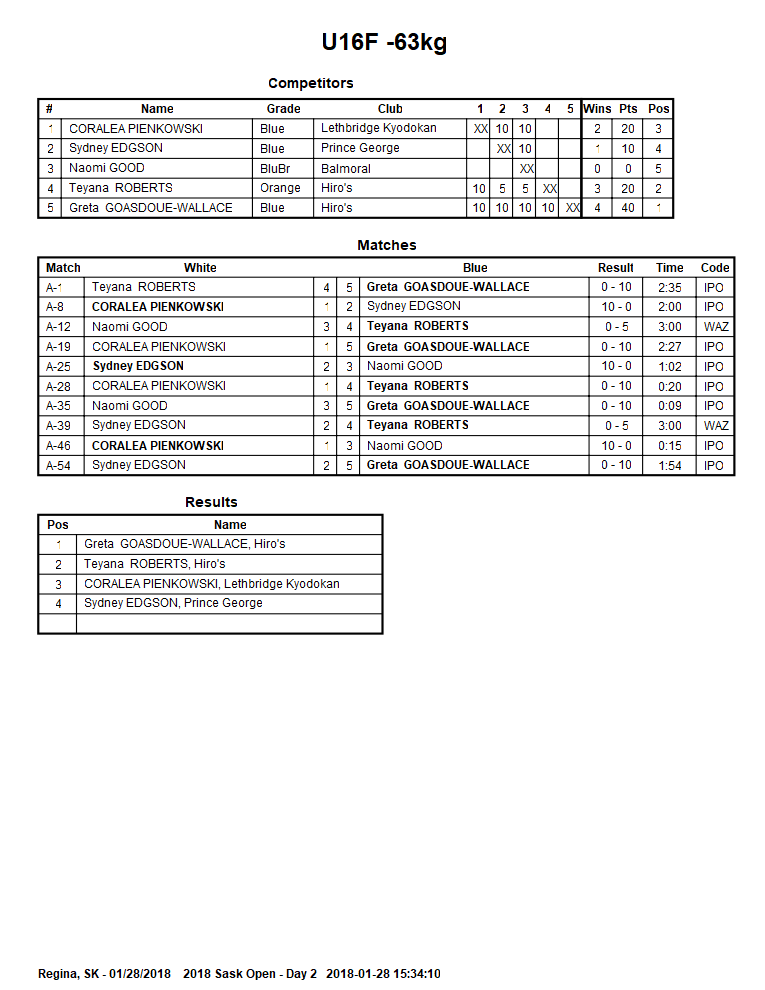 U16F -63kg
Competitors
# Name Grade Club 1 2 3 4 5 Wins Pts Pos
1 CORALEA PIENKOWSKI Blue Lethbridge Kyodokan XX 10 10 2 20 3
2 Sydney EDGSON Blue Prince George XX 10 1 10 4
3 Naomi GOOD BluBr Balmoral XX 0 0 5
4 Teyana ROBERTS Orange Hiro's 10 5 5 XX 3 20 2
5 Greta GOASDOUE-WALLACE Blue Hiro's 10 10 10 10 XX 4 40 1
Matches
Match White Blue Result Time Code
A-1 Teyana ROBERTS 4 5 Greta GOASDOUE-WALLACE 0 - 10 2:35 IPO
A-8 CORALEA PIENKOWSKI 1 2 Sydney EDGSON 10 - 0 2:00 IPO
A-12 Naomi GOOD 3 4 Teyana ROBERTS 0 - 5 3:00 WAZ
A-19 CORALEA PIENKOWSKI 1 5 Greta GOASDOUE-WALLACE 0 - 10 2:27 IPO
A-25 Sydney EDGSON 2 3 Naomi GOOD 10 - 0 1:02 IPO
A-28 CORALEA PIENKOWSKI 1 4 Teyana ROBERTS 0 - 10 0:20 IPO
A-35 Naomi GOOD 3 5 Greta GOASDOUE-WALLACE 0 - 10 0:09 IPO
A-39 Sydney EDGSON 2 4 Teyana ROBERTS 0 - 5 3:00 WAZ
A-46 CORALEA PIENKOWSKI 1 3 Naomi GOOD 10 - 0 0:15 IPO
A-54 Sydney EDGSON 2 5 Greta GOASDOUE-WALLACE 0 - 10 1:54 IPO
Results
Pos Name
1 Greta GOASDOUE-WALLACE, Hiro's
2 Teyana ROBERTS, Hiro's
3 CORALEA PIENKOWSKI, Lethbridge Kyodokan
4 Sydney EDGSON, Prince George
Regina, SK - 01/28/2018 2018 Sask Open - Day 2 2018-01-28 15:34:10